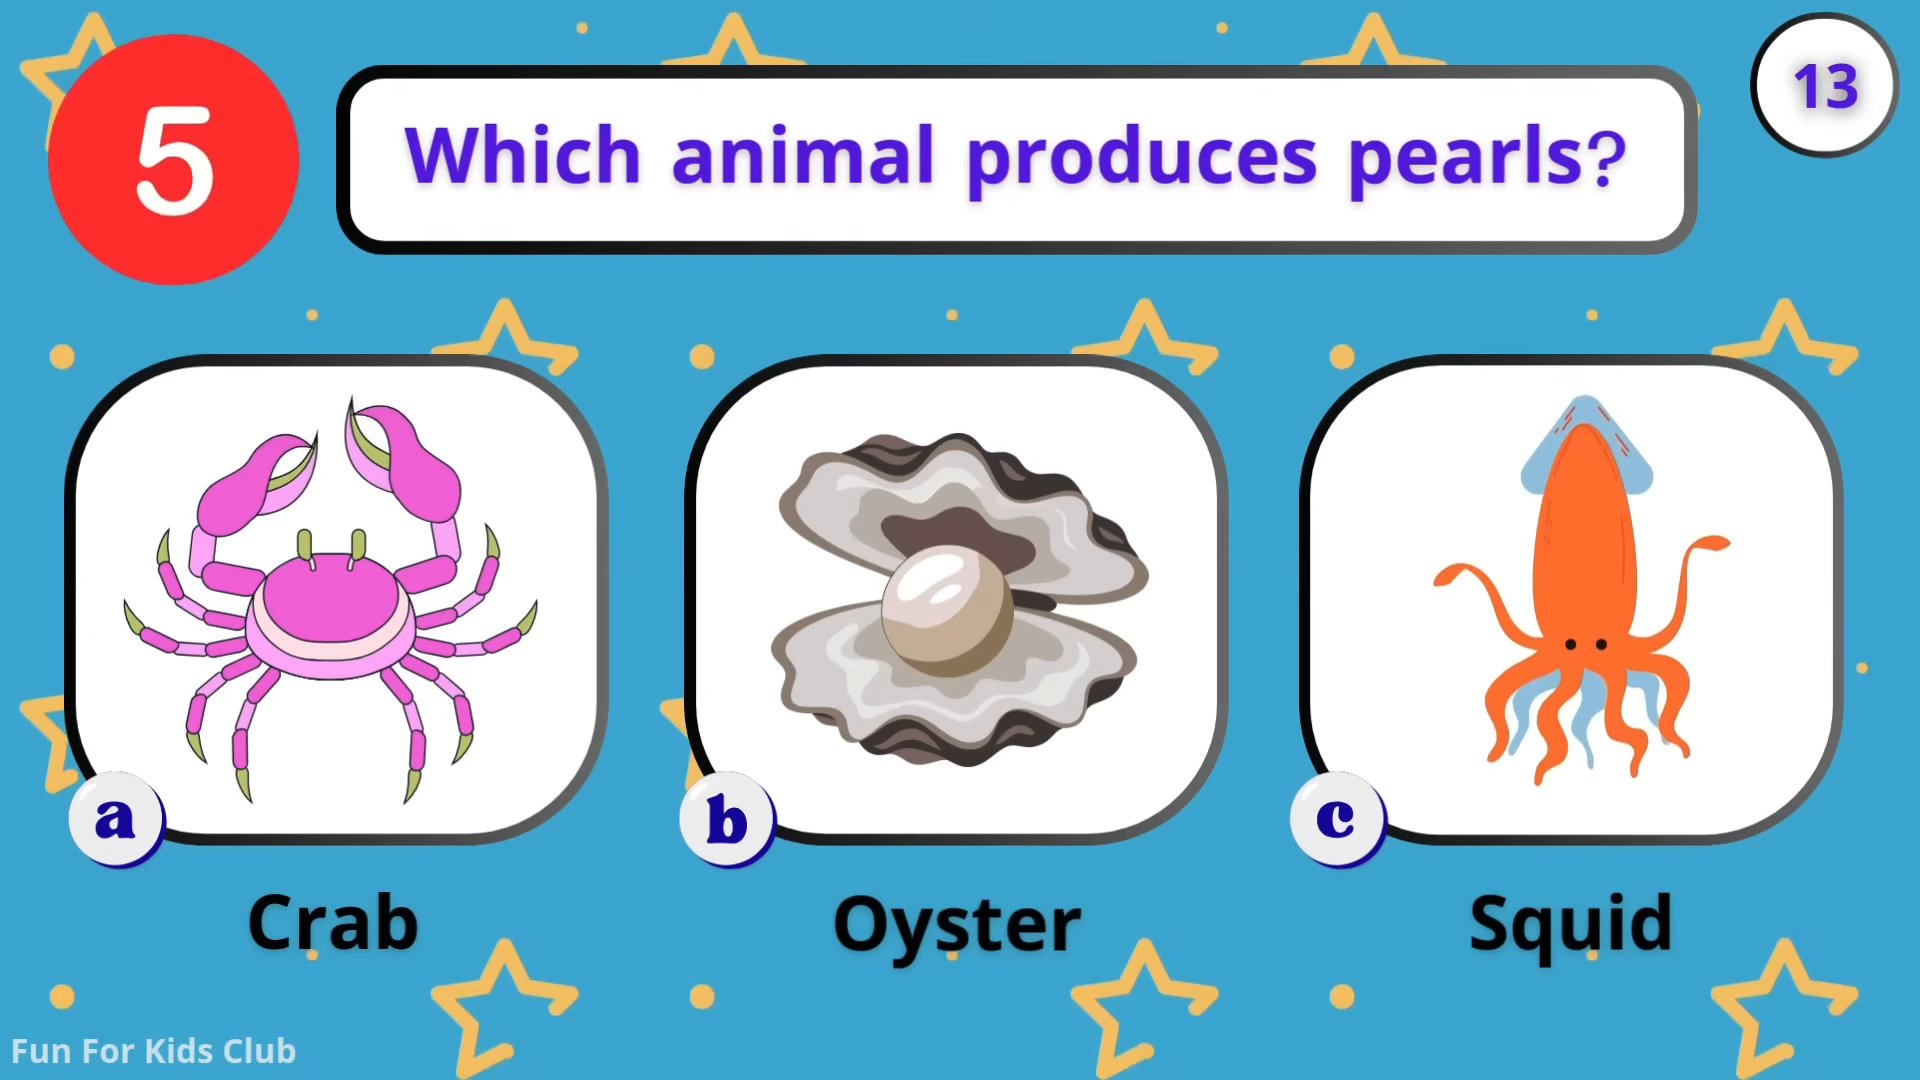 5
Which animal produces pearls?
13
a
b
c
Crab
Oyster
Squid
Fun For Kids Club